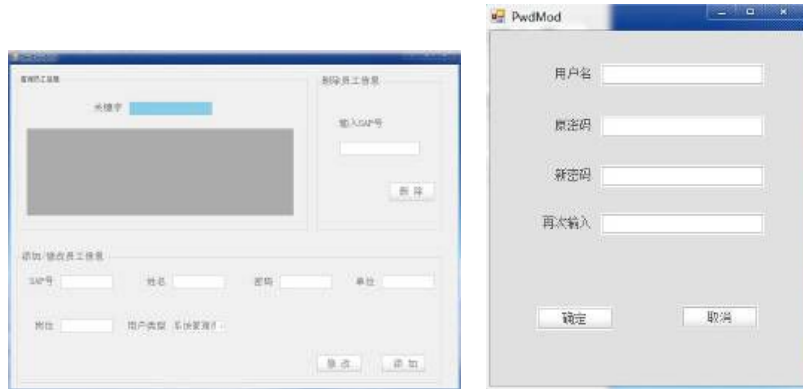 查询员工信息
关键字
删除员工信息
输入SAP号
删 除
添加/修改员工信息
SAP号
姓名
密码
单位
岗位
用户类型
系统管理员
修 改
添 加
PwdMod
用户名
原密码
新密码
再次输入
确定
取消